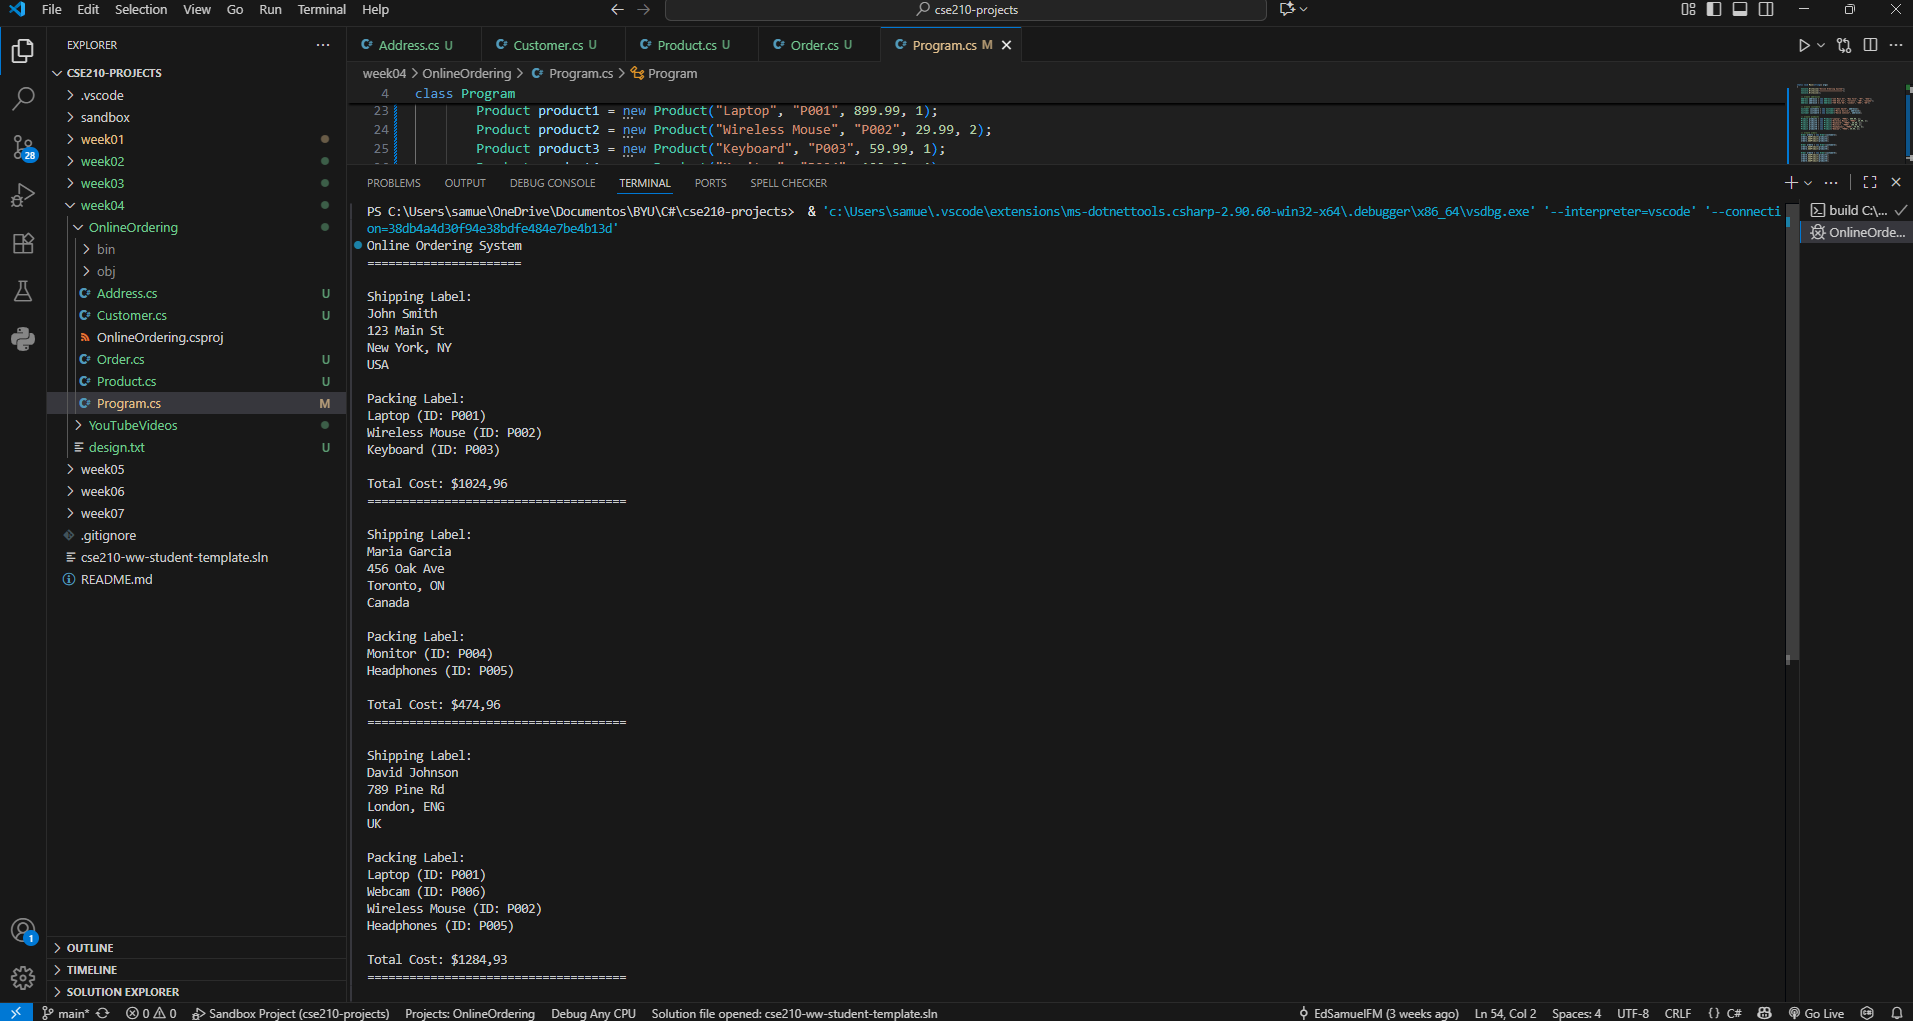 File Edit Selection View Go Run Terminal Help
cse210-projects
EXPLORER
CSE210-PROJECTS
.vscode
sandbox
week01
week02
week03
week04
OnlineOrdering
bin
obj
Address.cs U
Customer.cs U
OnlineOrdering.csproj
Order.cs U
Product.cs U
Program.cs M
YouTubeVideos
design.txt U
week05
week06
week07
.gitignore
cse210-ww-student-template.sln
README.md
OUTLINE
TIMELINE
SOLUTION EXPLORER
28
1
Address.cs U Customer.cs U Product.cs U Order.cs U Program.cs M
week04 > OnlineOrdering > Program.cs > Program
4 class Program
23 Product product1 = new Product("Laptop", "P001", 899.99, 1);
24 Product product2 = new Product("Wireless Mouse", "P002", 29.99, 2);
25 Product product3 = new Product("Keyboard", "P003", 59.99, 1);
PROBLEMS OUTPUT DEBUG CONSOLE TERMINAL PORTS SPELL CHECKER
PS C:\Users\samue\OneDrive\Documentos\BYU\C#\cse210-projects> & 'c:\Users\samue\.vscode\extensions\ms-dotnettools.csharp-2.90.60-win32-x64\.debugger\x86_64\vsdbg.exe' '--interpreter=vscode' '--connecti
on=38db4a4d30f94e38bdfe484e7be4b13d'
Online Ordering System
======================
Shipping Label:
John Smith
123 Main St
New York, NY
USA
Packing Label:
Laptop (ID: P001)
Wireless Mouse (ID: P002)
Keyboard (ID: P003)
Total Cost: $1024,96
=====================================
Shipping Label:
Maria Garcia
456 Oak Ave
Toronto, ON
Canada
Packing Label:
Monitor (ID: P004)
Headphones (ID: P005)
Total Cost: $474,96
=====================================
Shipping Label:
David Johnson
789 Pine Rd
London, ENG
UK
Packing Label:
Laptop (ID: P001)
Webcam (ID: P006)
Wireless Mouse (ID: P002)
Headphones (ID: P005)
Total Cost: $1284,93
=====================================
build C:\...
OnlineOrde...
main* 0 0 Sandbox Project (cse210-projects) Projects: OnlineOrdering Debug Any CPU Solution file opened: cse210-ww-student-template.sln EdSamuelFM (3 weeks ago) Ln 54, Col 2 Spaces: 4 UTF-8 CRLF {} C# Go Live